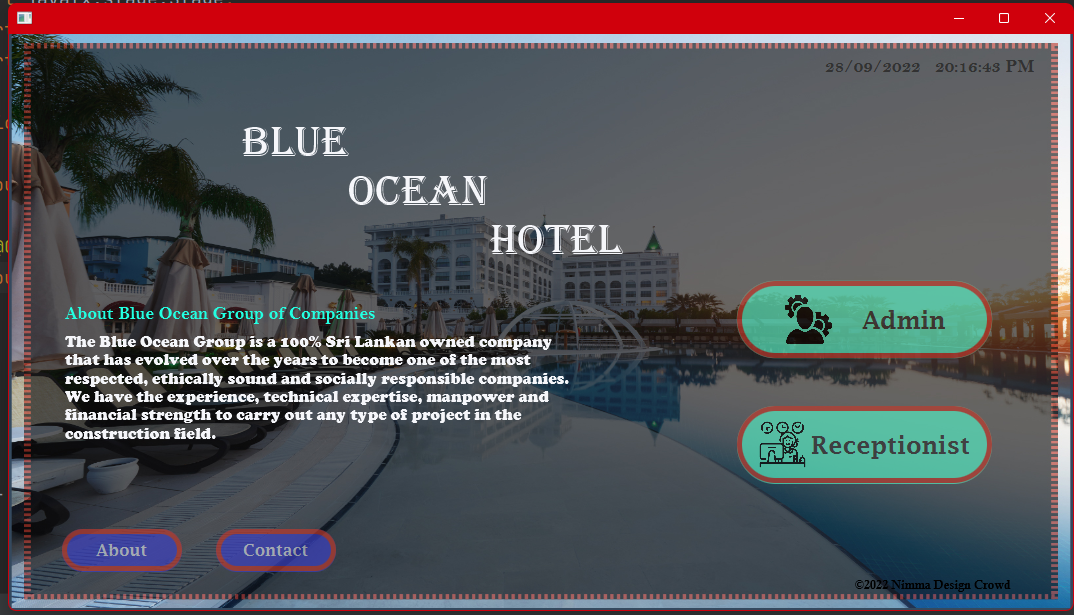 28/09/2022 20:16:43 PM
BLUE
OCEAN
HOTEL
About Blue Ocean Group of Companies
The Blue Ocean Group is a 100% Sri Lankan owned company
that has evolved over the years to become one of the most
respected, ethically sound and socially responsible companies.
We have the experience, technical expertise, manpower and
financial strength to carry out any type of project in the
construction field.
Admin
Receptionist
About
Contact
©2022 Nimma Design Crowd